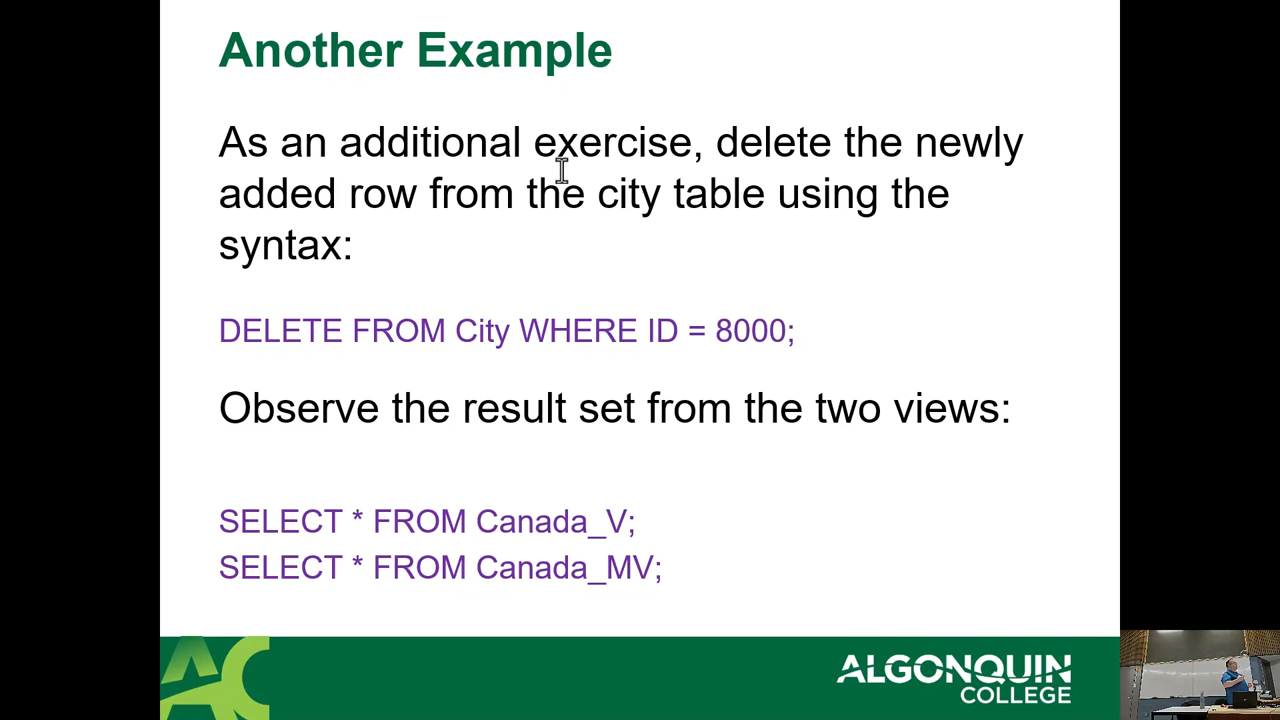 Another Example
As an additional exercise, delete the newly
added row from the city table using the
syntax:
DELETE FROM City WHERE ID = 8000;
Observe the result set from the two views:
SELECT * FROM Canada_V;
SELECT * FROM Canada_MV;
AC
ALGONQUIN
COLLEGE